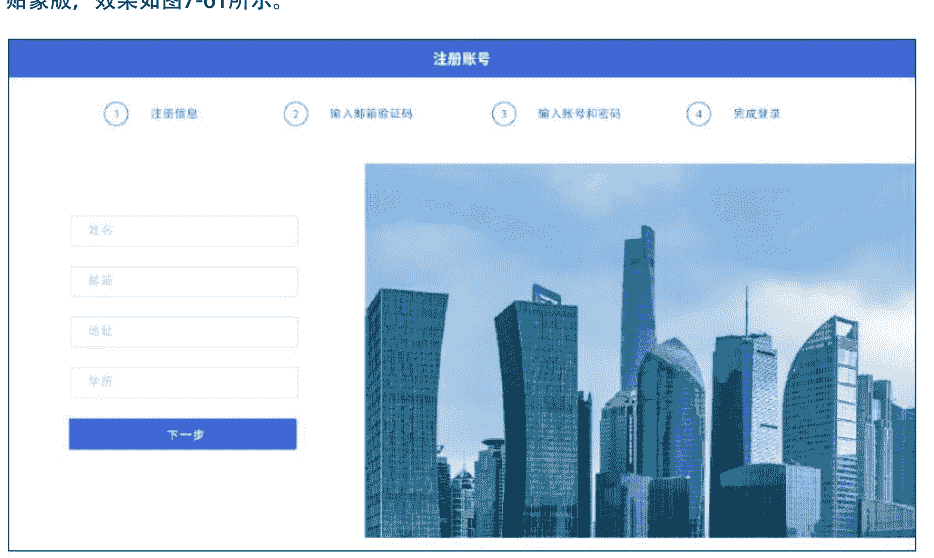 贴象版，效果如图7-61所示。
注册账号
1 注册信息 2 输入邮箱验证码 3 输入账号和密码 4 完成登录
姓名
邮箱
地址
学历
下一步